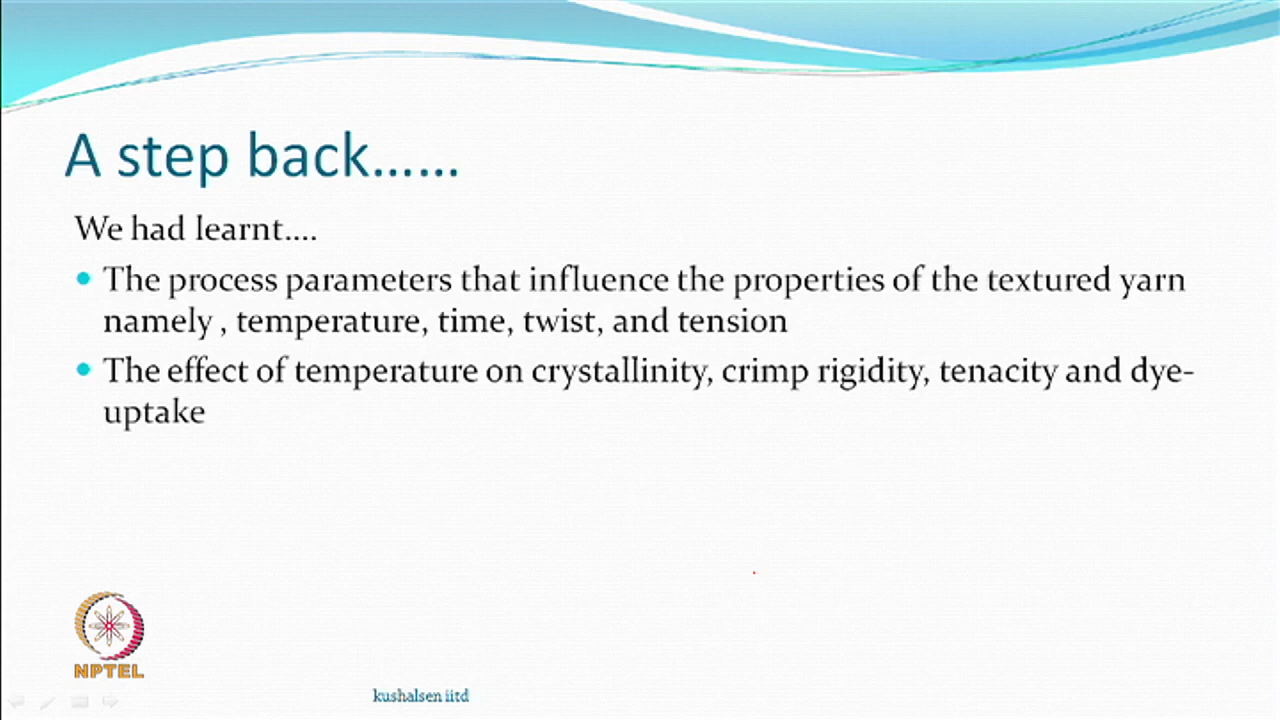 A step back......
We had learnt....
The process parameters that influence the properties of the textured yarn
namely , temperature, time, twist, and tension
The effect of temperature on crystallinity, crimp rigidity, tenacity and dye-
uptake
NPTEL
kushalsen iitd